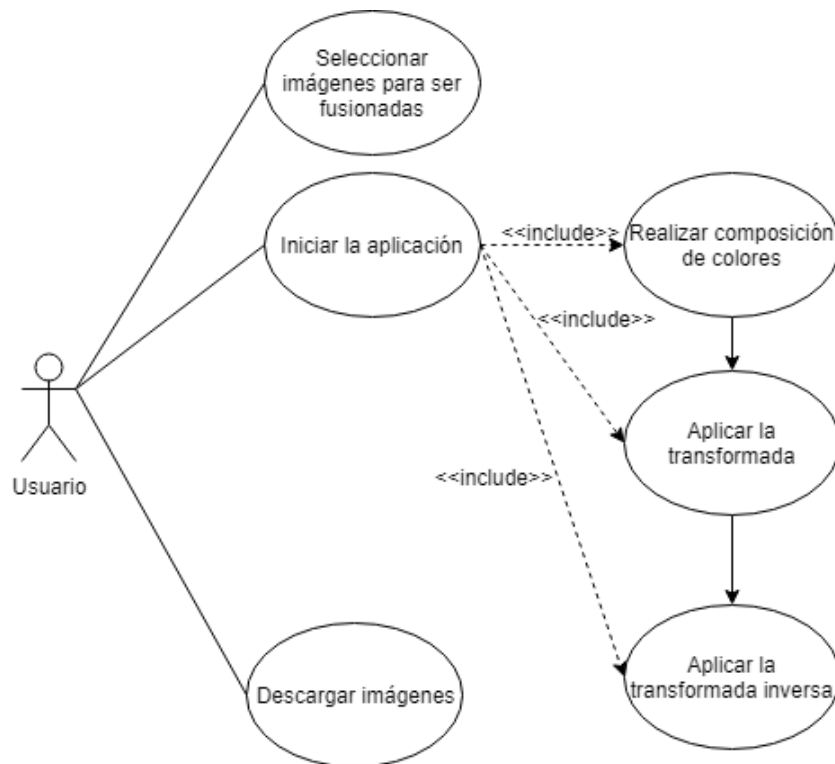 Seleccionar
imágenes para ser
fusionadas
Iniciar la aplicación
<<include>>
Realizar composición
de colores
<<include>>
Aplicar la
transformada
<<include>>
Usuario
Aplicar la
transformada inversa
Descargar imágenes